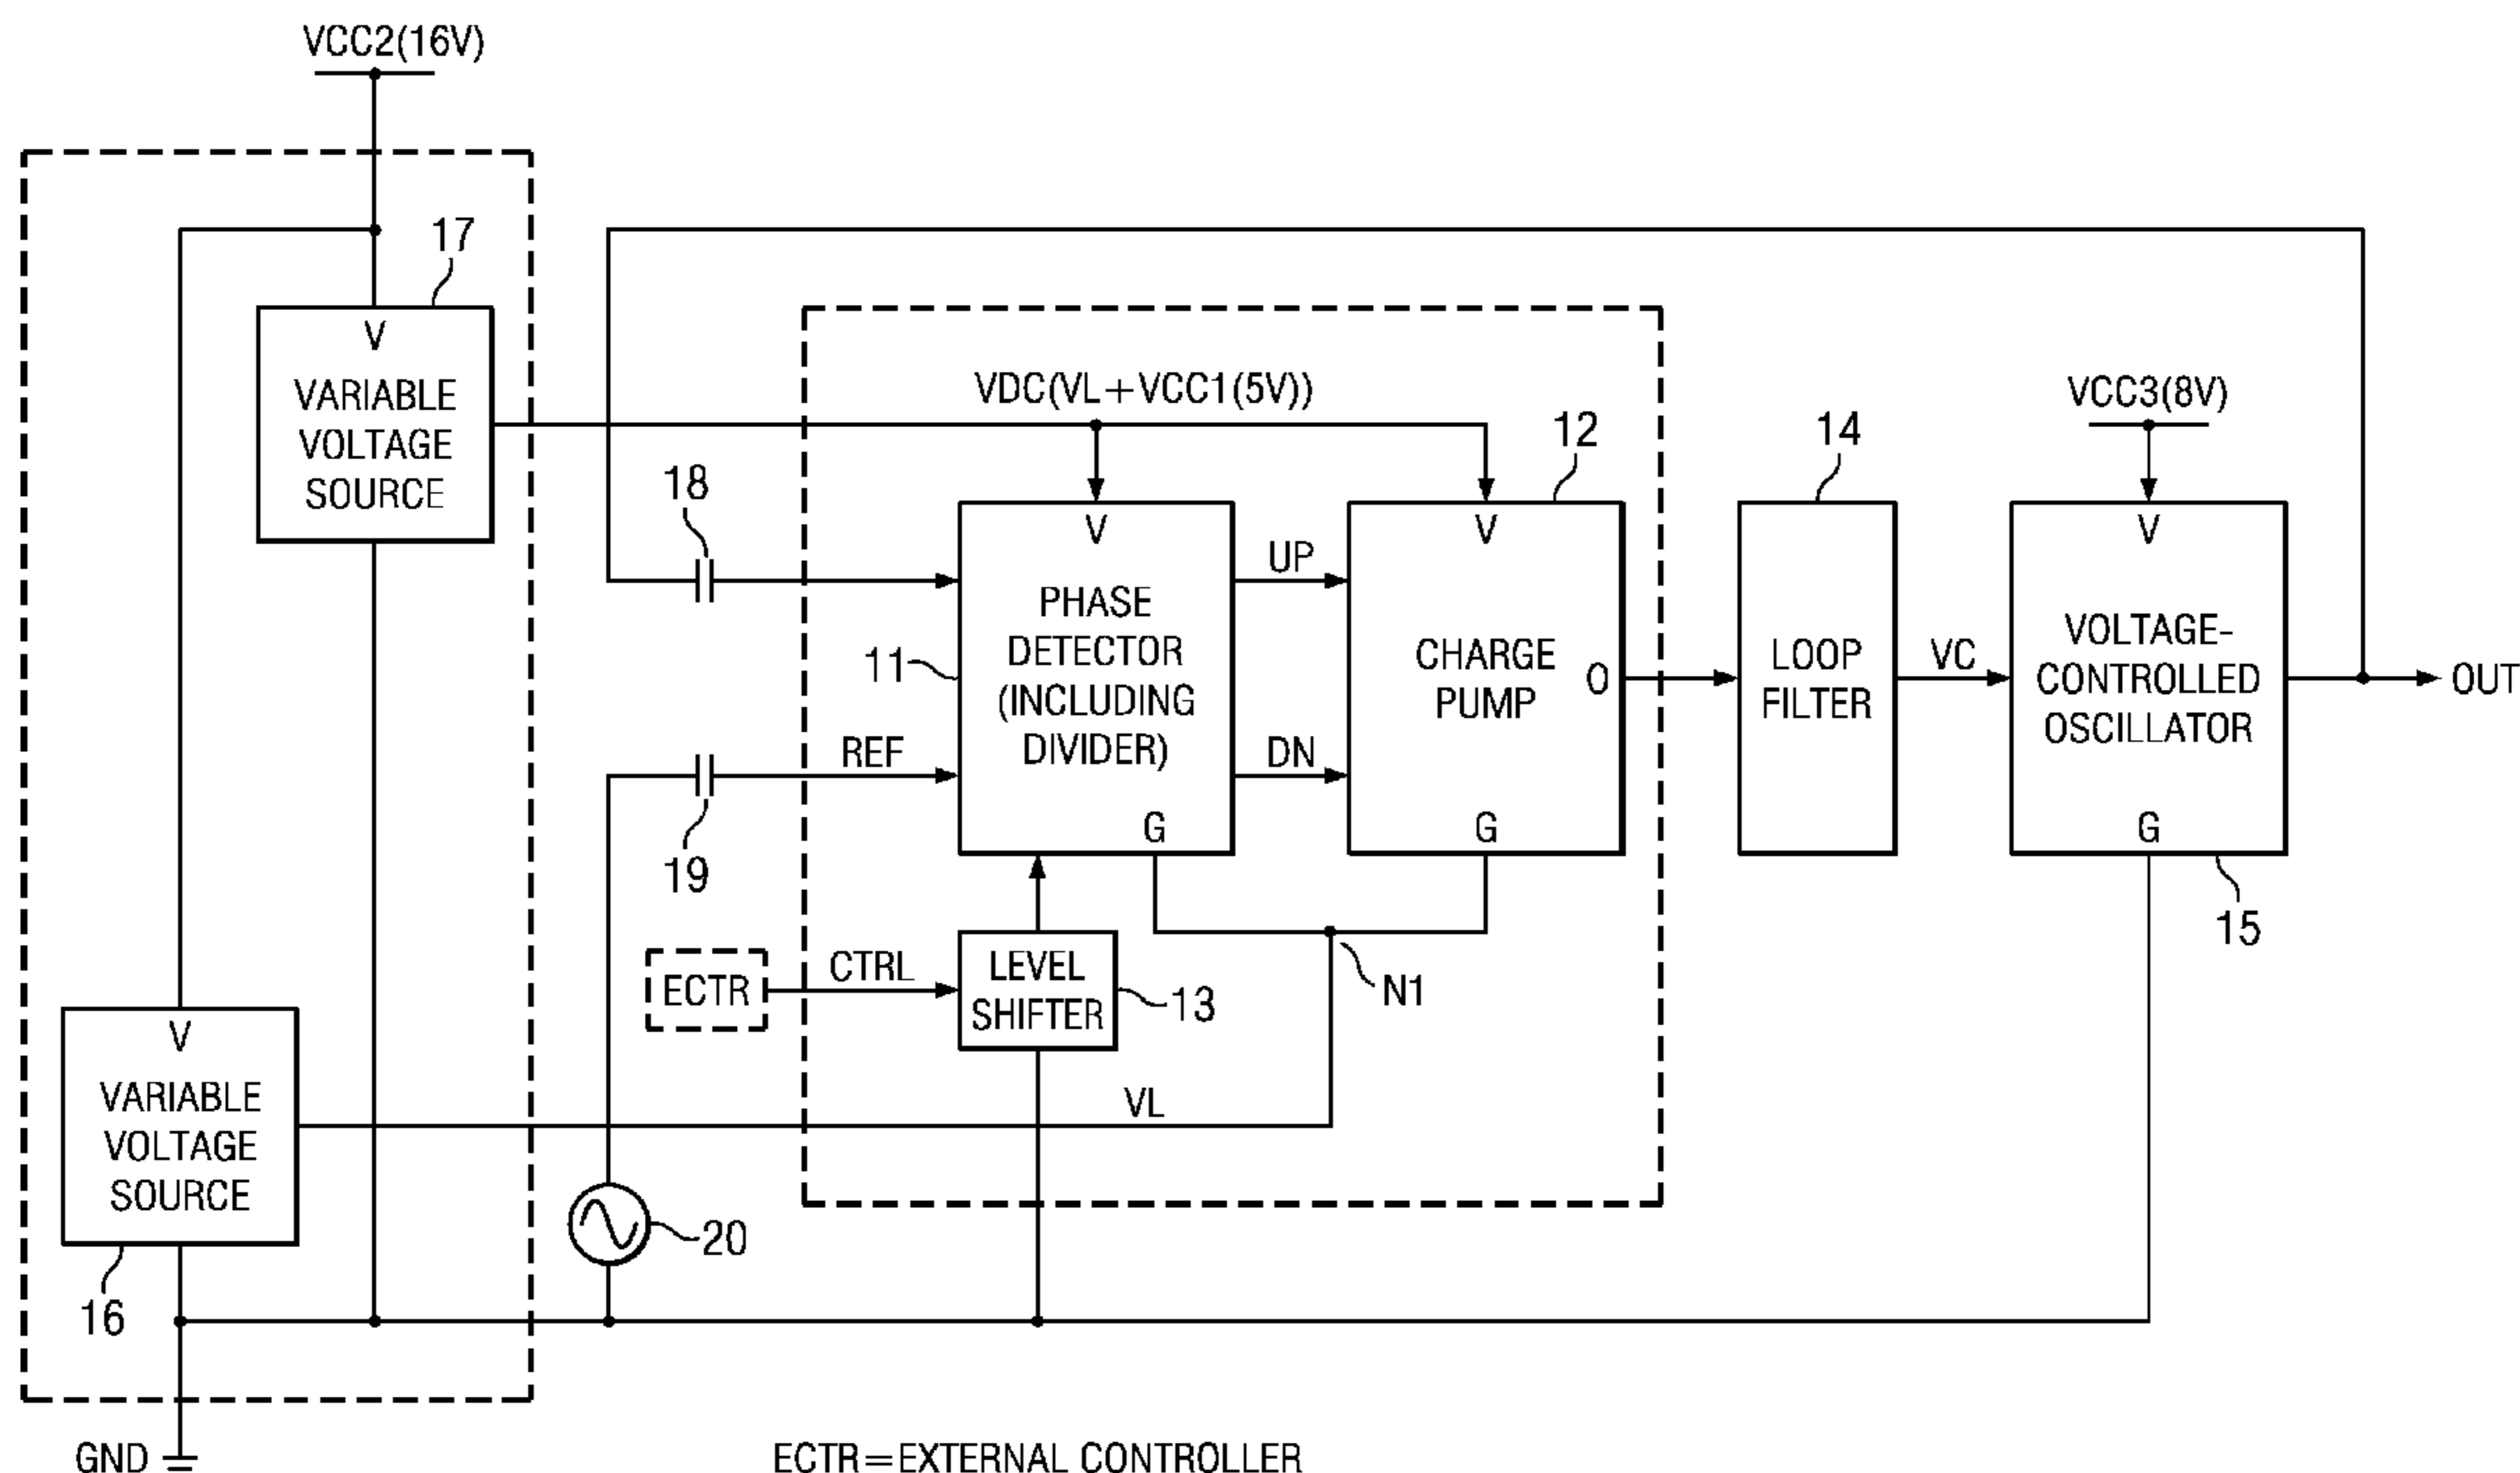 VCC2(16V)
17
V
VARIABLE
VOLTAGE
SOURCE
VDC(VL+VCC1(5V))
VCC3(8V)
18
12
14
V
PHASE
DETECTOR
(INCLUDING
DIVIDER)
G
11
UP
REF
DN
V
CHARGE
PUMP
O
G
LOOP
FILTER
VC
V
VOLTAGE-
CONTROLLED
OSCILLATOR
G
OUT
19
15
ECTR
CTRL
LEVEL
SHIFTER
13
N1
V
VARIABLE
VOLTAGE
SOURCE
VL
20
16
GND
ECTR=EXTERNAL CONTROLLER